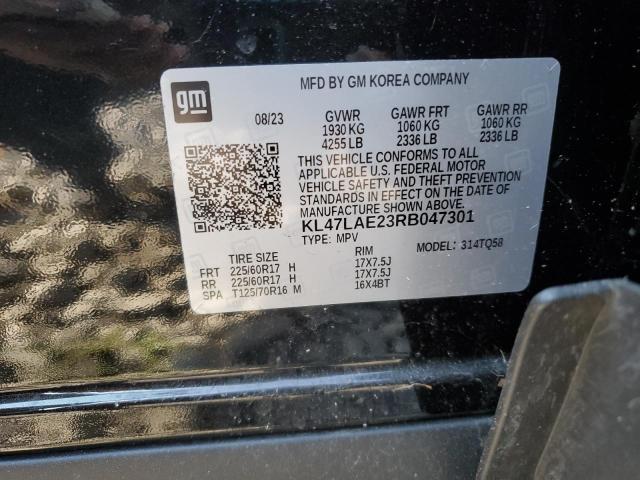 gm
MFD BY GM KOREA COMPANY
08/23
GVWR GAWR FRT GAWR RR
1930 KG 1060 KG 1060 KG
4255 LB 2336 LB 2336 LB
THIS VEHICLE CONFORMS TO ALL
APPLICABLE U.S. FEDERAL MOTOR
VEHICLE SAFETY AND THEFT PREVENTION
STANDARDS IN EFFECT ON THE DATE OF
MANUFACTURE SHOWN ABOVE.
KL47LAE23RB047301
TYPE: MPV MODEL: 314TQ58
TIRE SIZE RIM
FRT 225/60R17 H 17X7.5J
RR 225/60R17 H 17X7.5J
SPA T125/70R16 M 16X4BT